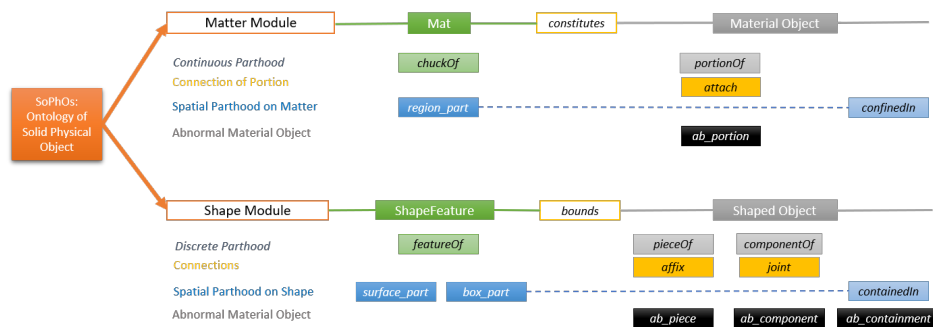 Matter Module
Mat
constitutes
Material Object
Continuous Parthood
chuckOf
portionOf
Connection of Portion
attach
SoPhOs:
Ontology of
Solid Physical
Object
Spatial Parthood on Matter
region_part
confinedIn
Abnormal Material Object
ab_portion
Shape Module
ShapeFeature
bounds
Shaped Object
Discrete Parthood
featureOf
pieceOf
componentOf
Connections
affix
joint
Spatial Parthood on Shape
surface_part
box_part
containedIn
Abnormal Material Object
ab_piece
ab_component
ab_containment